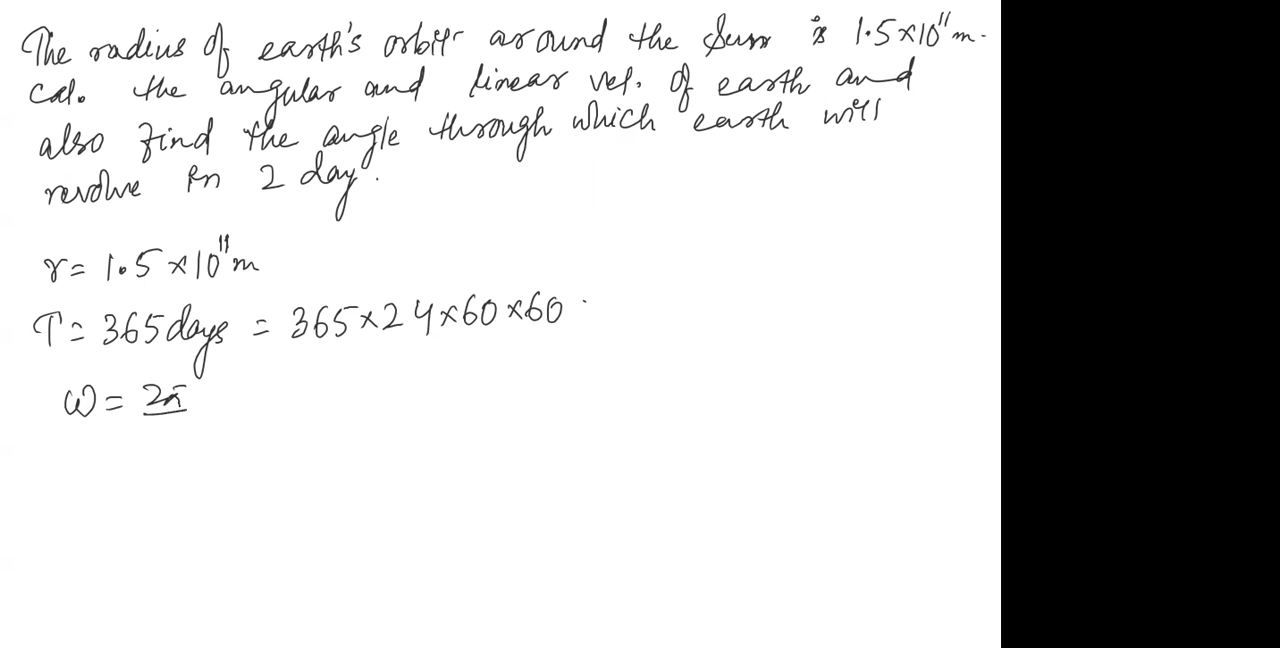 The radius of earth's orbit around the Sun is 1.5×10¹¹m.
cal. the angular and linear vel. of earth and
also find the angle through which earth will
revolve in 2 day.
r= 1.5×10¹¹m
T= 365 days = 365×24×60×60
ω = 2π